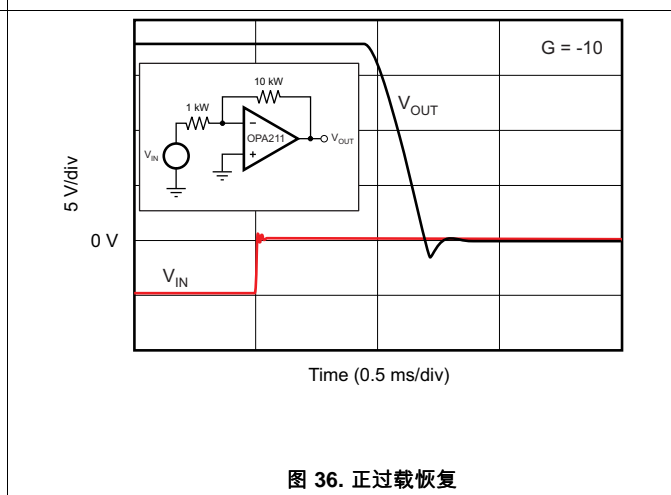 G = -10
10 kW
1 kW
V_OUT
OPA211
V_IN
V_OUT
5 V/div
0 V
V_IN
Time (0.5 ms/div)
图 36. 正过载恢复